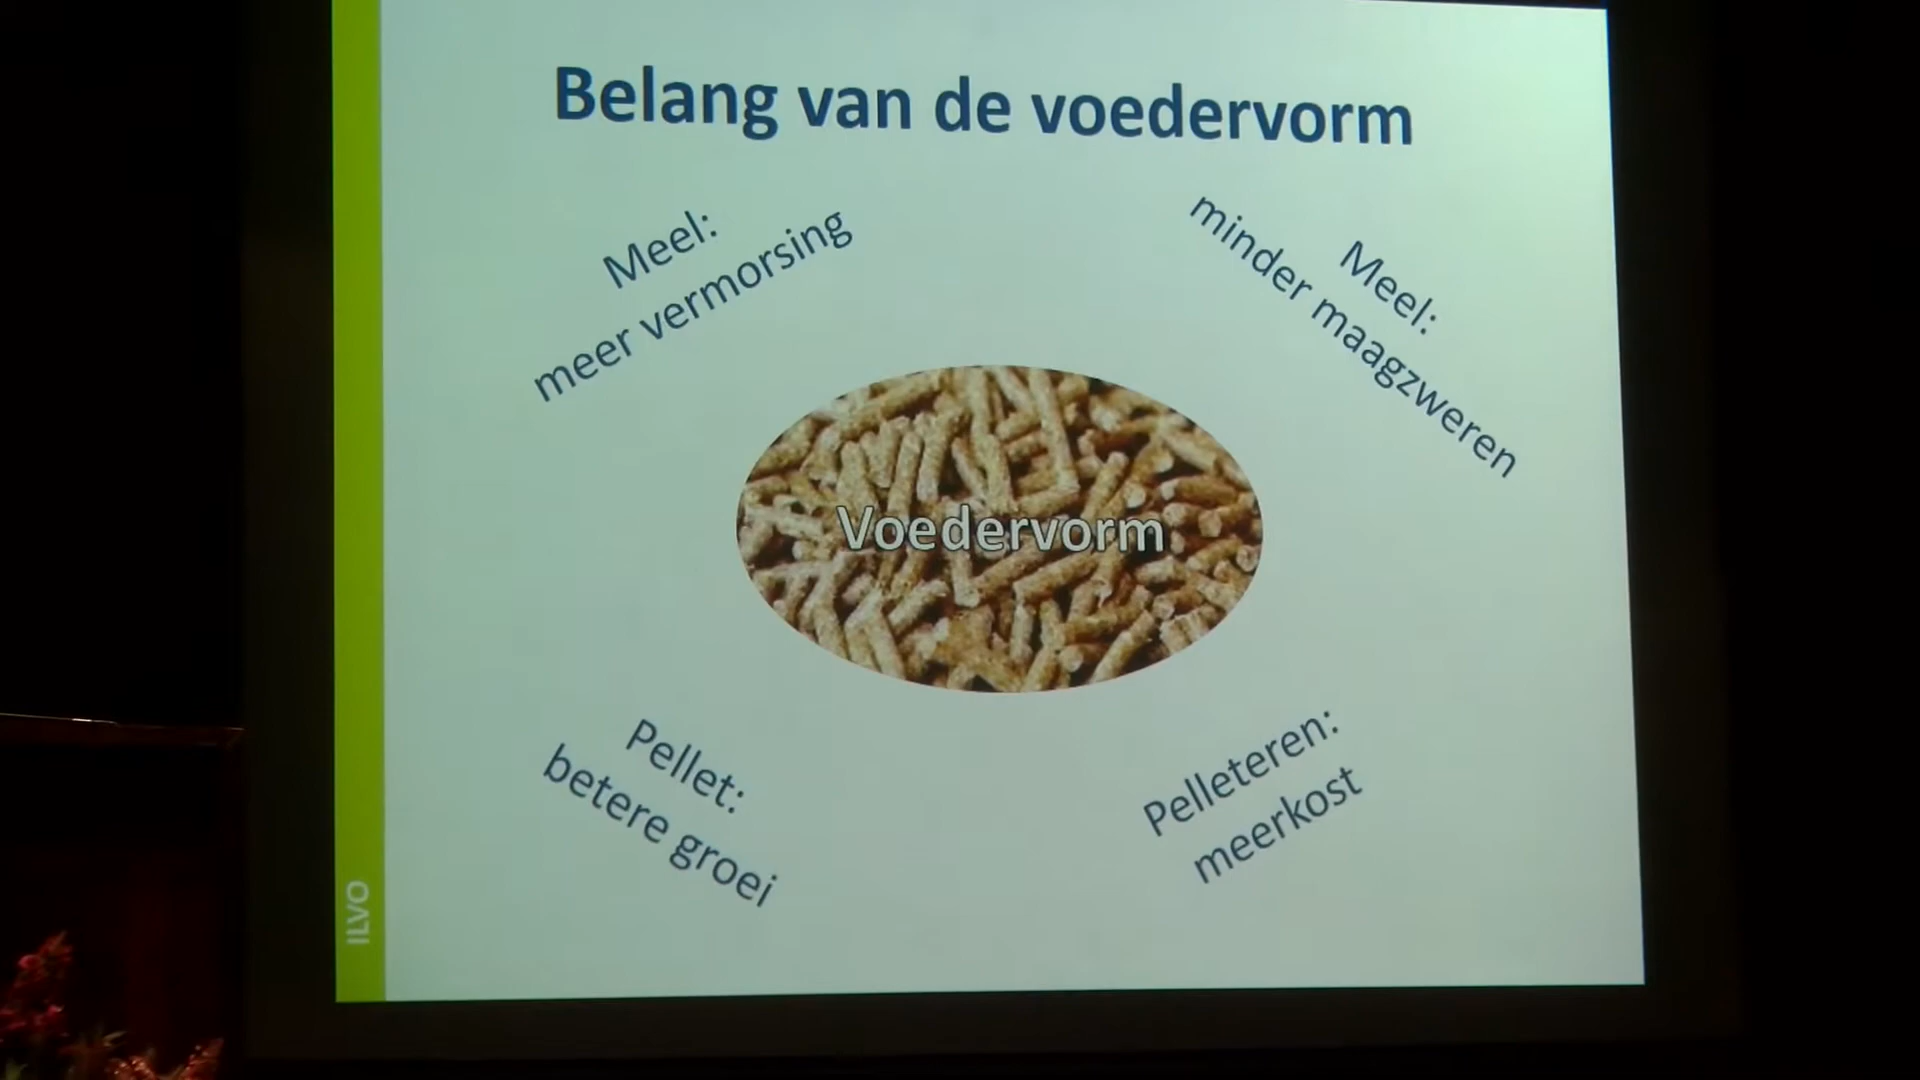 Belang van de voedervorm
Meel:
meer vermorsing
Meel:
minder maagzweren
Voedervorm
Pellet:
betere groei
Pelleteren:
meerkost
ILVO